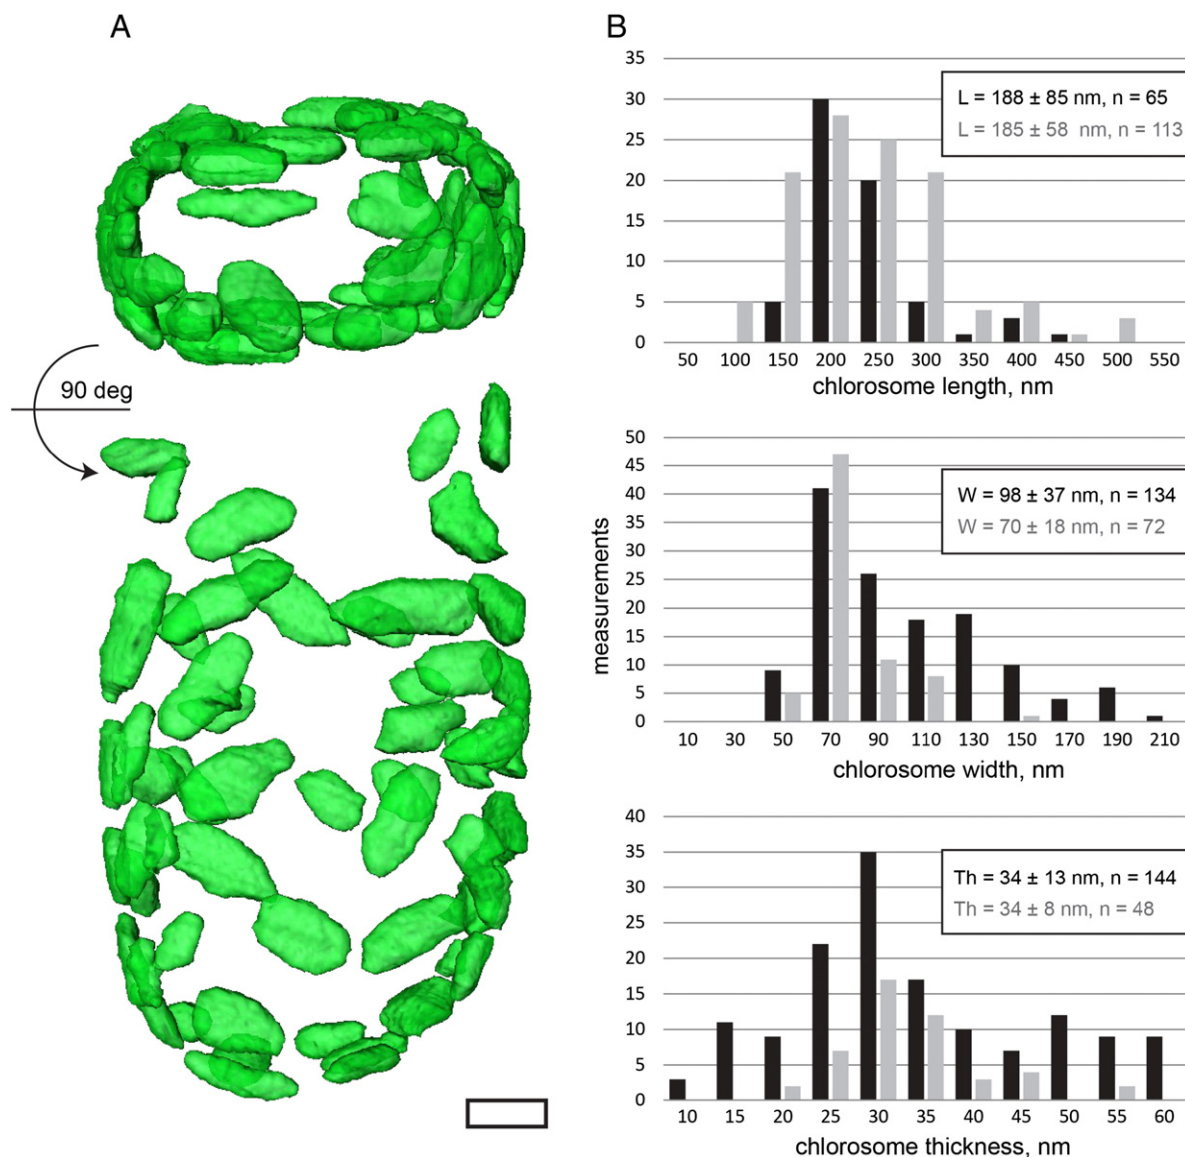 A
B
90 deg
35
30
25
20
15
10
5
0
L = 188 ± 85 nm, n = 65
L = 185 ± 58 nm, n = 113
50 100 150 200 250 300 350 400 450 500 550
chlorosome length, nm
measurements
50
45
40
35
30
25
20
15
10
5
0
W = 98 ± 37 nm, n = 134
W = 70 ± 18 nm, n = 72
10 30 50 70 90 110 130 150 170 190 210
chlorosome width, nm
40
35
30
25
20
15
10
5
0
Th = 34 ± 13 nm, n = 144
Th = 34 ± 8 nm, n = 48
10 15 20 25 30 35 40 45 50 55 60
chlorosome thickness, nm